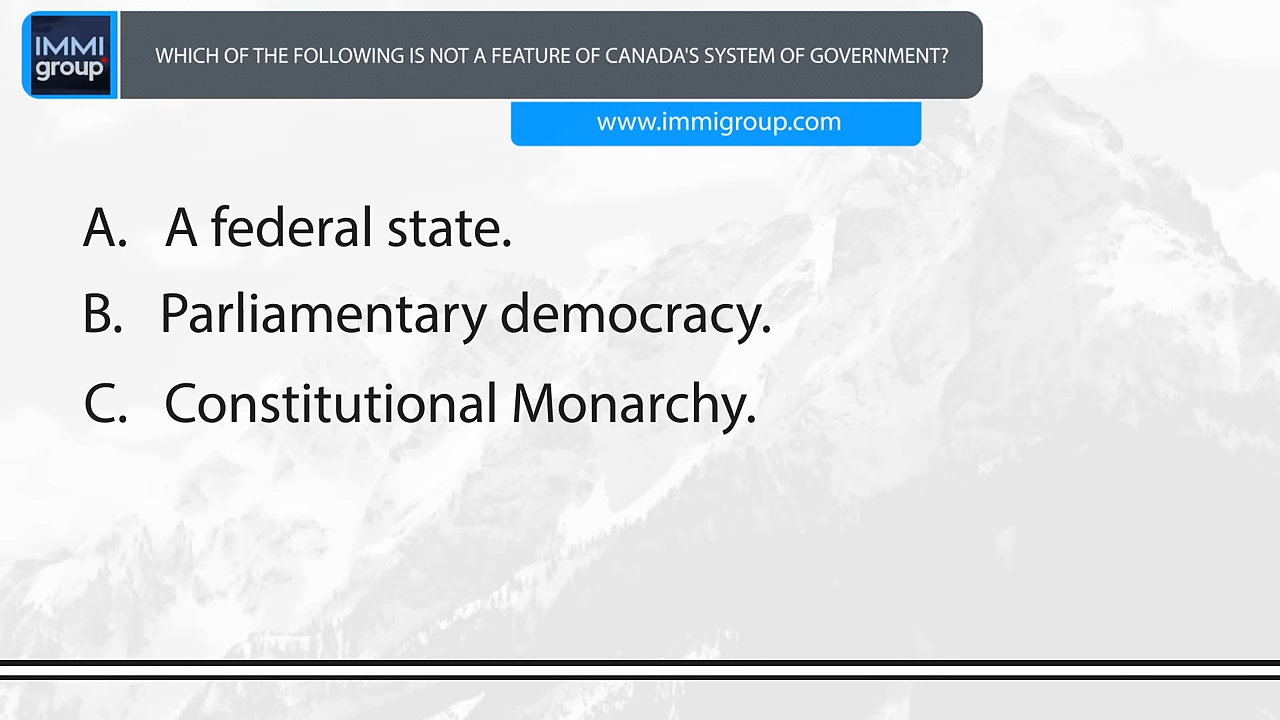 IMMI
group
WHICH OF THE FOLLOWING IS NOT A FEATURE OF CANADA'S SYSTEM OF GOVERNMENT?
www.immigroup.com
A. A federal state.
B. Parliamentary democracy.
C. Constitutional Monarchy.